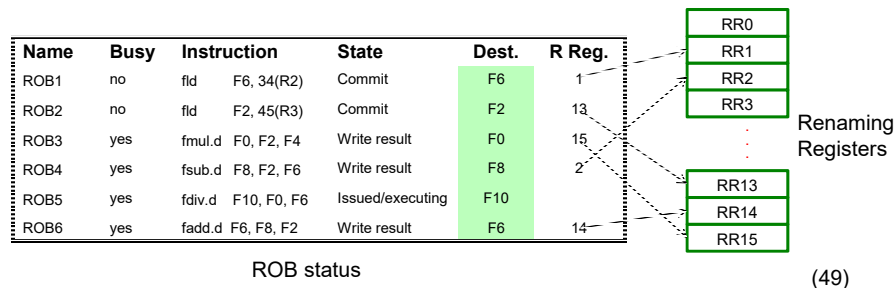 Name Busy Instruction State Dest. R Reg.
ROB1 no fld F6, 34(R2) Commit F6 1
ROB2 no fld F2, 45(R3) Commit F2 13
ROB3 yes fmul.d F0, F2, F4 Write result F0 15
ROB4 yes fsub.d F8, F2, F6 Write result F8 2
ROB5 yes fdiv.d F10, F0, F6 Issued/executing F10
ROB6 yes fadd.d F6, F8, F2 Write result F6 14
ROB status
RR0
RR1
RR2
RR3
RR13
RR14
RR15
Renaming
Registers
(49)